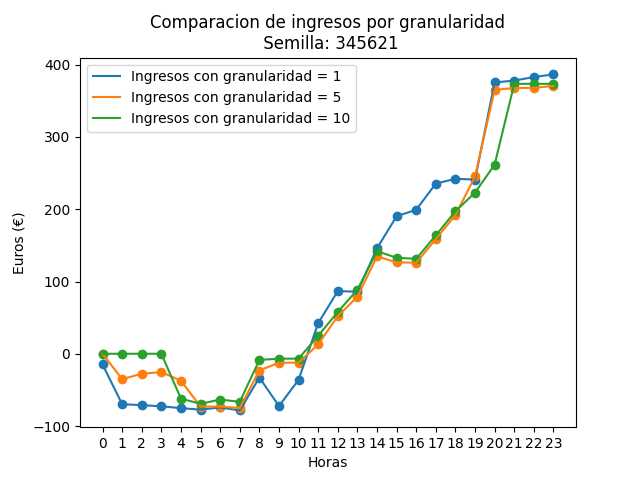 Comparacion de ingresos por granularidad
Semilla: 345621
Ingresos con granularidad = 1
Ingresos con granularidad = 5
Ingresos con granularidad = 10
400
300
200
100
0
−100
Euros (€)
0 1 2 3 4 5 6 7 8 9 10 11 12 13 14 15 16 17 18 19 20 21 22 23
Horas